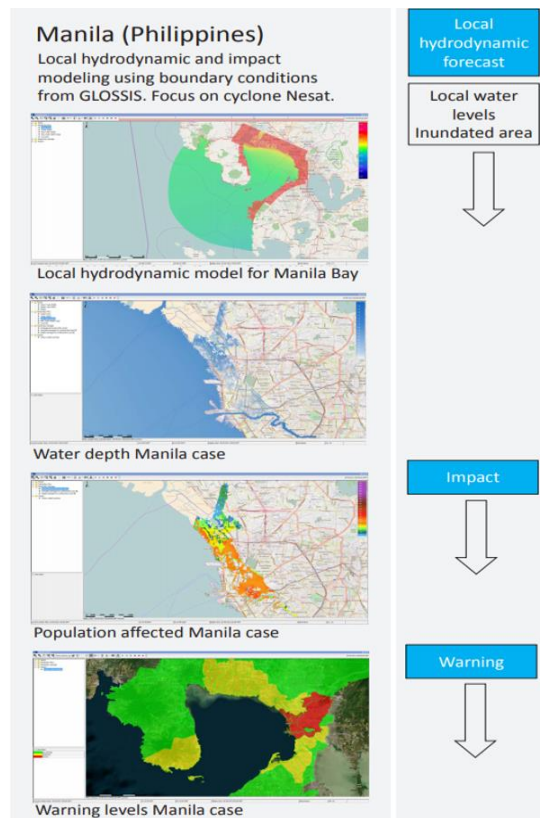 Manila (Philippines)
Local hydrodynamic and impact
modeling using boundary conditions
from GLOSSIS. Focus on cyclone Nesat.
Local hydrodynamic model for Manila Bay
Water depth Manila case
Population affected Manila case
Warning levels Manila case
Local
hydrodynamic
forecast
Local water
levels
Inundated area
Impact
Warning